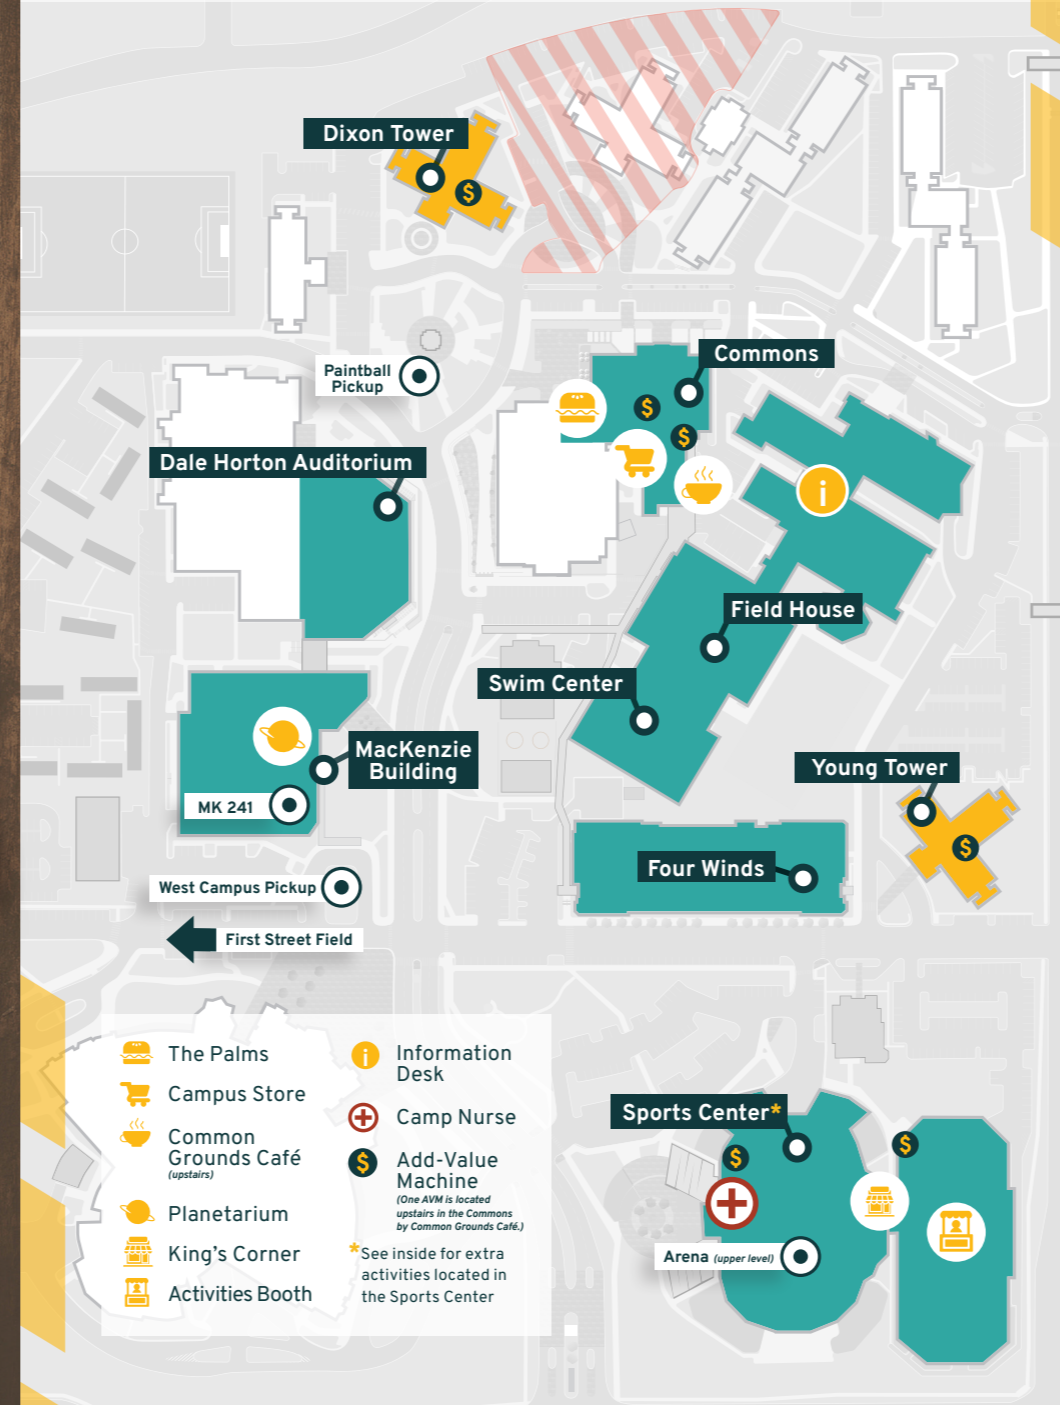 Dixon Tower
$
Commons
Paintball
Pickup
$
$
Dale Horton Auditorium
i
Field House
Swim Center
MacKenzie
Building
MK 241
Young Tower
$
Four Winds
West Campus Pickup
First Street Field
The Palms
Campus Store
Common
Grounds Café
(upstairs)
Planetarium
King's Corner
Activities Booth
i
Information
Desk
Camp Nurse
$
Add-Value
Machine
(One AVM is located
upstairs in the Commons
by Common Grounds Café.)
*See inside for extra
activities located in
the Sports Center
Sports Center*
$
$
Arena (upper level)